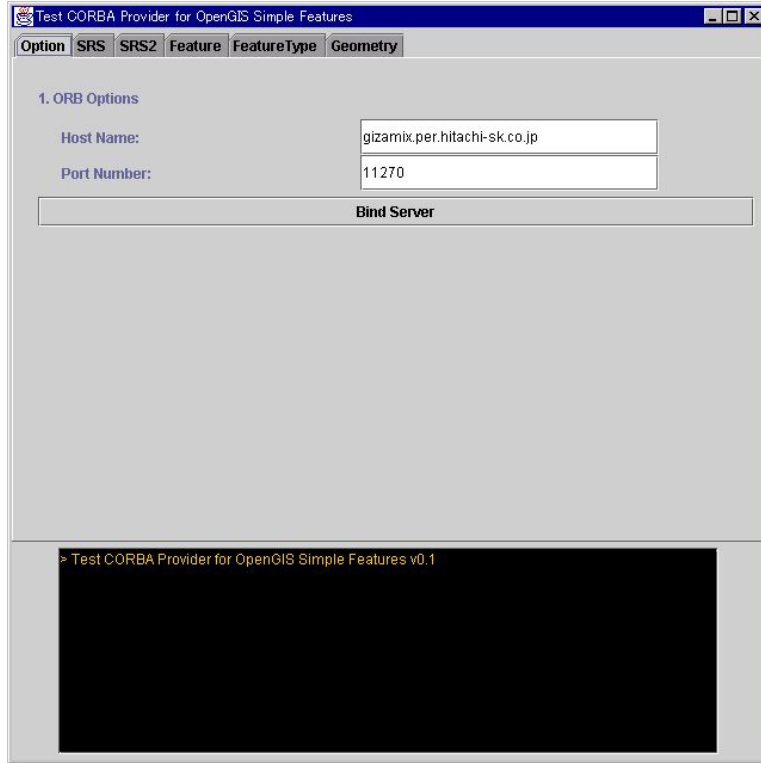 Test CORBA Provider for OpenGIS Simple Features
Option SRS SRS2 Feature FeatureType Geometry
1. ORB Options
Host Name: gizamix.per.hitachi-sk.co.jp
Port Number: 11270
Bind Server
> Test CORBA Provider for OpenGIS Simple Features v0.1